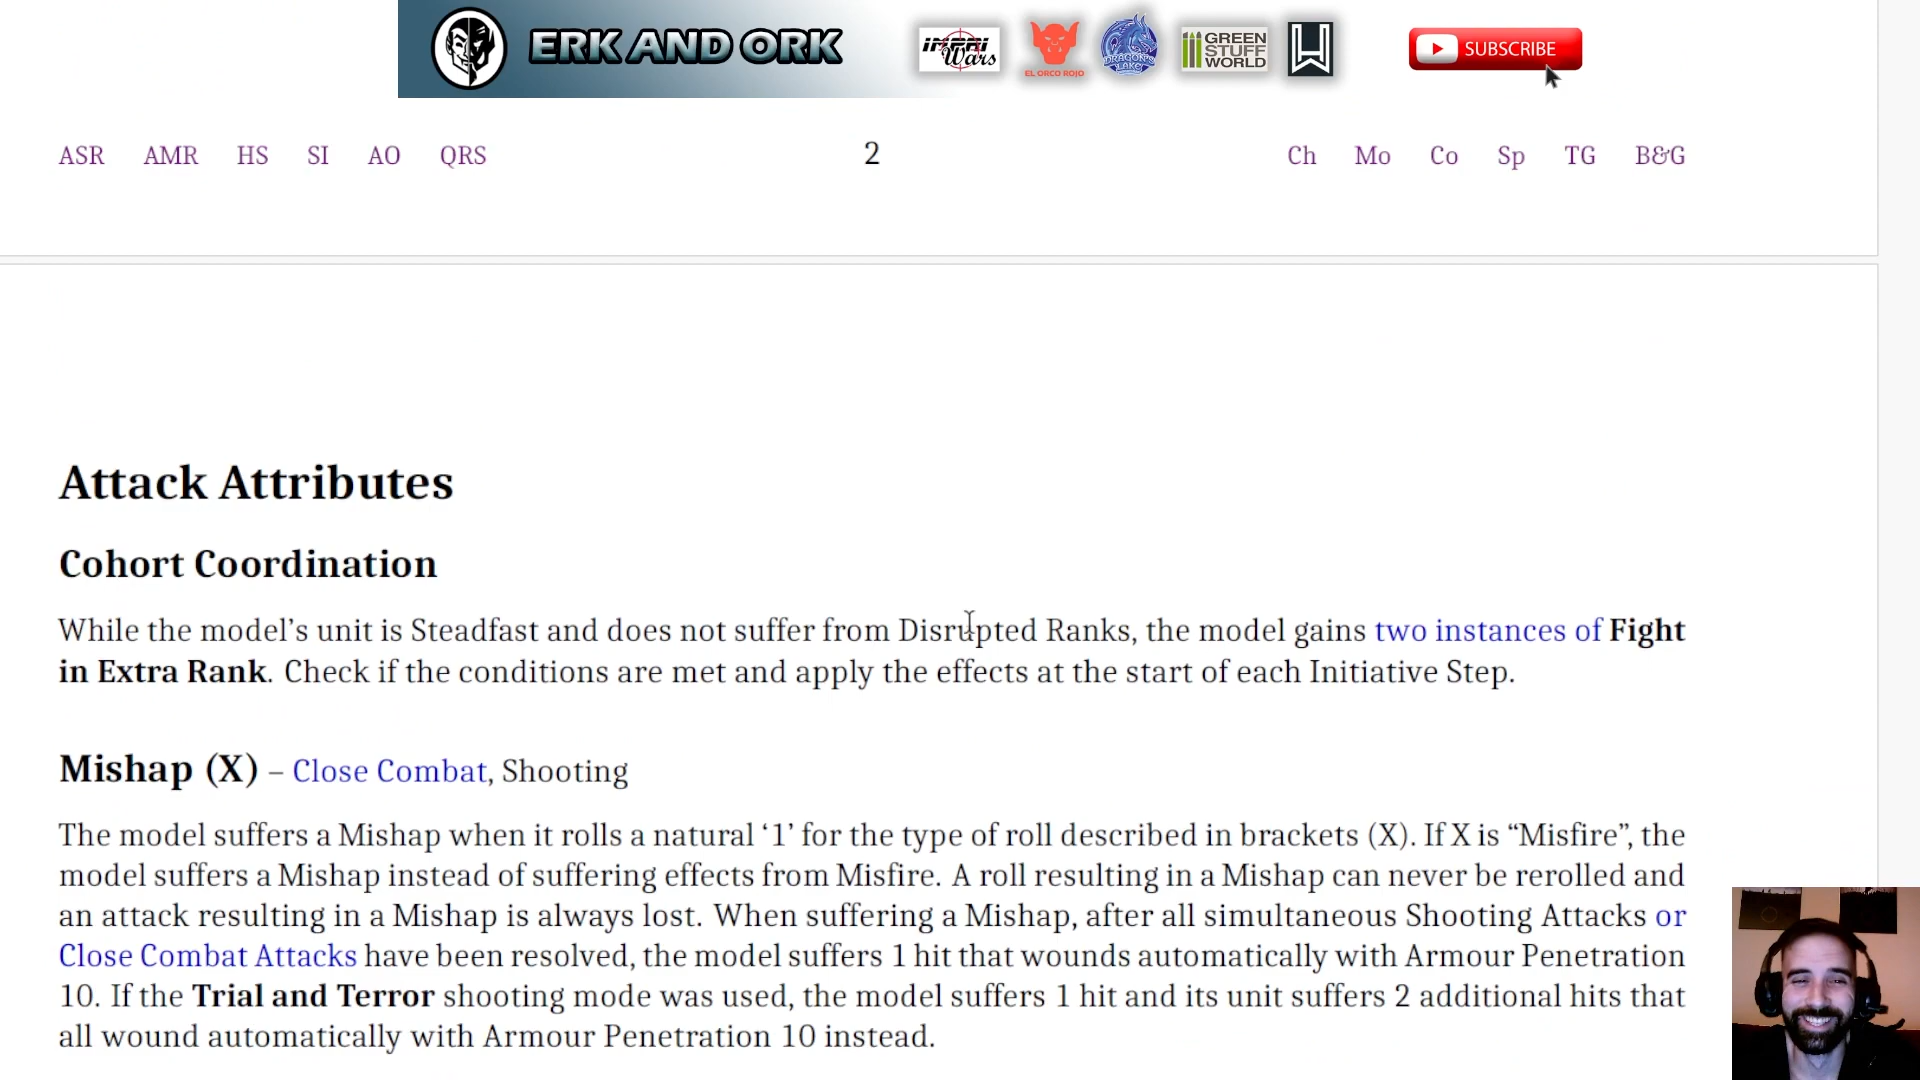 ERK AND ORK
IMPRI Wars
EL ORCO ROJO
DRAGON'S LAKE
GREEN STUFF WORLD
SUBSCRIBE
ASR AMR HS SI AO QRS 2 Ch Mo Co Sp TG B&G
Attack Attributes
Cohort Coordination
While the model’s unit is Steadfast and does not suffer from Disrupted Ranks, the model gains two instances of Fight
in Extra Rank. Check if the conditions are met and apply the effects at the start of each Initiative Step.
Mishap (X) – Close Combat, Shooting
The model suffers a Mishap when it rolls a natural ‘1’ for the type of roll described in brackets (X). If X is “Misfire”, the
model suffers a Mishap instead of suffering effects from Misfire. A roll resulting in a Mishap can never be rerolled and
an attack resulting in a Mishap is always lost. When suffering a Mishap, after all simultaneous Shooting Attacks or
Close Combat Attacks have been resolved, the model suffers 1 hit that wounds automatically with Armour Penetration
10. If the Trial and Terror shooting mode was used, the model suffers 1 hit and its unit suffers 2 additional hits that
all wound automatically with Armour Penetration 10 instead.